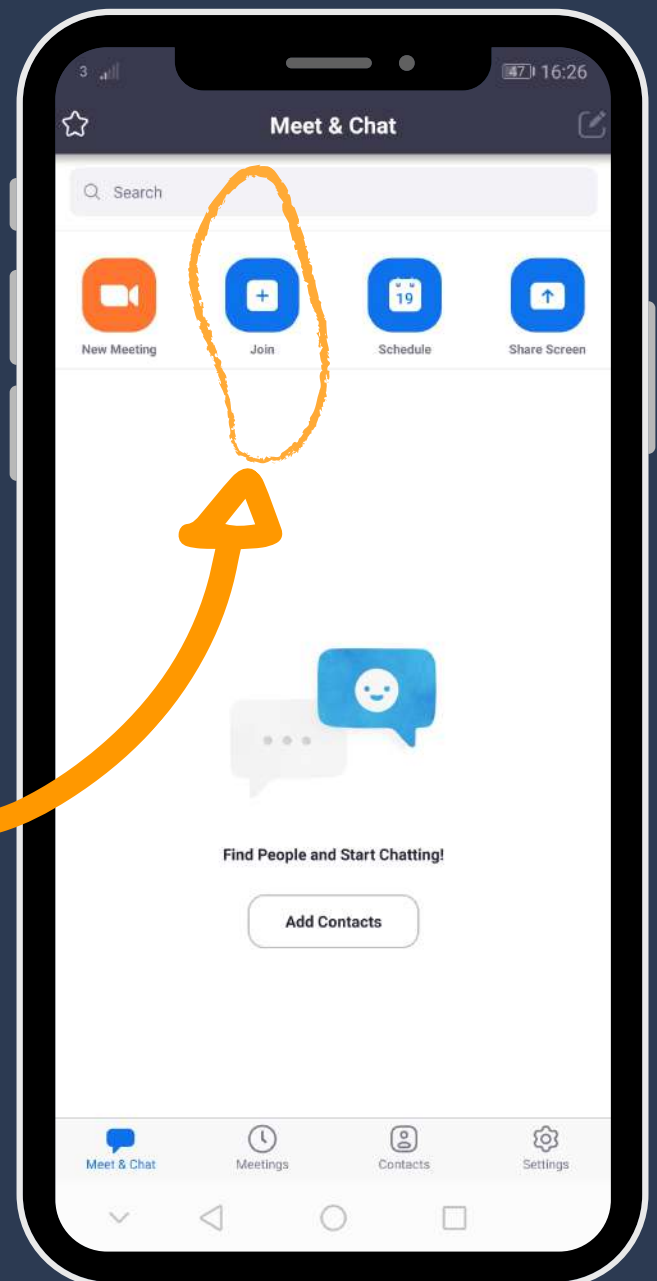 3 47 16:26
Meet & Chat
Search
19
New Meeting Join Schedule Share Screen
Find People and Start Chatting!
Add Contacts
Meet & Chat Meetings Contacts Settings